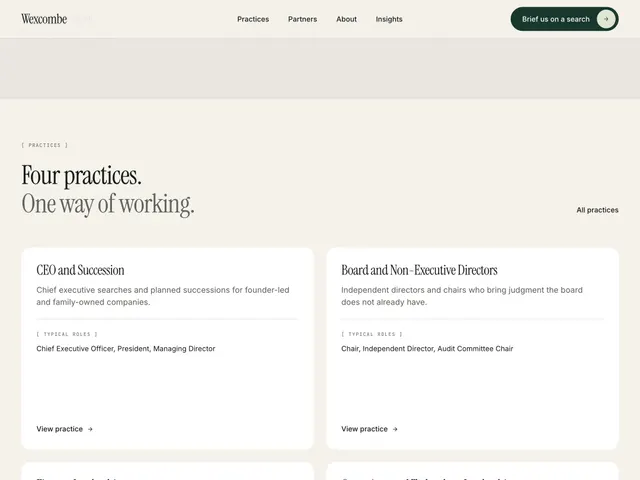 Wexcombe
Practices
Partners
About
Insights
Brief us on a search →
[ PRACTICES ]
Four practices.
One way of working.
All practices
CEO and Succession
Chief executive searches and planned successions for founder-led
and family-owned companies.
[ TYPICAL ROLES ]
Chief Executive Officer, President, Managing Director
View practice →
Board and Non-Executive Directors
Independent directors and chairs who bring judgment the board
does not already have.
[ TYPICAL ROLES ]
Chair, Independent Director, Audit Committee Chair
View practice →